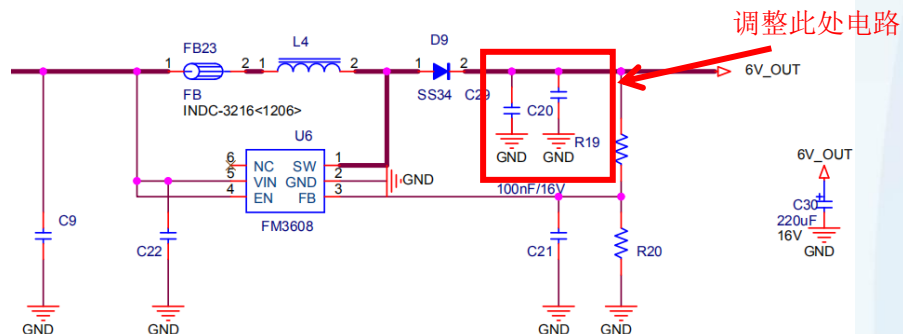 调整此处电路
FB23
L4
D9
1
2
1
2
1
2
6V_OUT
FB
SS34
C29
C20
INDC-3216<1206>
GND
GND
R19
U6
6
NC
SW
1
5
VIN
GND
2
GND
4
EN
FB
3
100nF/16V
FM3608
6V_OUT
C30
220uF
16V
GND
C9
C22
C21
R20
GND
GND
GND
GND